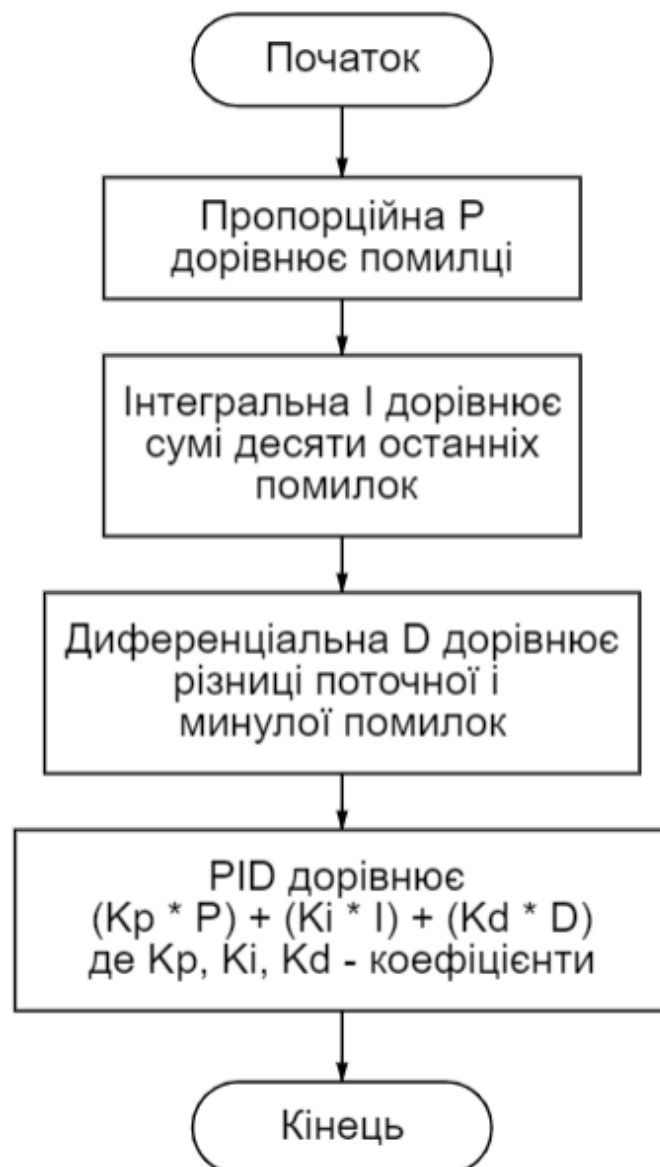 Початок
Пропорційна P
дорівнює помилці
Інтегральна I дорівнює
сумі десяти останніх
помилок
Диференціальна D дорівнює
різниці поточної і
минулої помилок
PID дорівнює
(Kp * P) + (Ki * I) + (Kd * D)
де Kp, Ki, Kd - коефіцієнти
Кінець